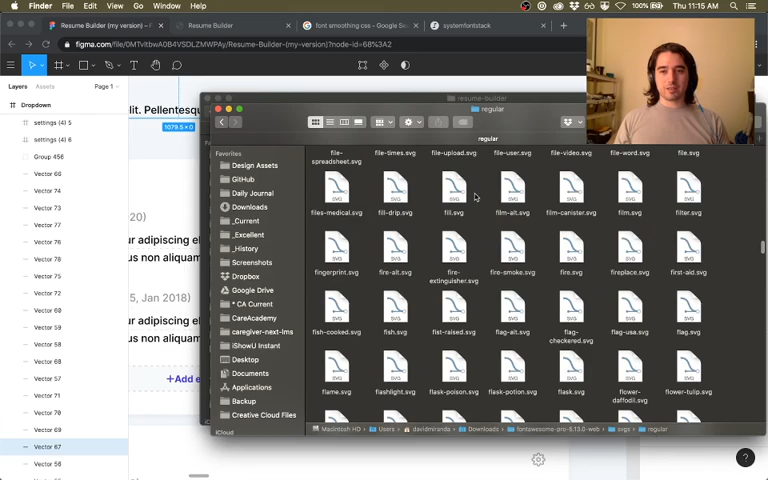 Finder File Edit View Go Window Help
100% Thu 11:15 AM
Resume Builder (my version)
Resume Builder
font smoothing css - Google Sea
systemfontstack
figma.com/file/0MTvItbwA0B4VSDLZMWPAy/Resume-Builder-(my-version)?node-id=68%3A2
Layers Assets Page 1
Dropdown
settings (4) 5
settings (4) 6
Group 456
Vector 74
Vector 73
Vector 77
Vector 76
Vector 78
Vector 75
Vector 72
Vector 60
Vector 59
Vector 58
Vector 68
Vector 57
Vector 70
Vector 71
Vector 69
Vector 67
Vector 56
lit. Pellentesqu
1079.5 × 0
20)
ur adipiscing el
us non aliquam
5, Jan 2018)
ur adipiscing el
us non aliquam
+Add e
resume-builder
regular
regular
Favorites
Design Assets
GitHub
Daily Journal
Downloads
_Current
_Excellent
_History
Screenshots
Dropbox
Google Drive
* CA Current
CareAcademy
caregiver-next-lms
iShowU Instant
Desktop
Documents
Applications
Backup
Creative Cloud Files
iCloud
file-spreadsheet.svg file-times.svg file-upload.svg file-user.svg file-video.svg file-word.svg file.svg
files-medical.svg fill-drip.svg fill.svg film-alt.svg film-canister.svg film.svg filter.svg
fingerprint.svg fire-alt.svg fire-extinguisher.svg fire-smoke.svg fire.svg fireplace.svg first-aid.svg
fish-cooked.svg fish.svg fist-raised.svg flag-alt.svg flag-checkered.svg flag-usa.svg flag.svg
flame.svg flashlight.svg flask-poison.svg flask-potion.svg flask.svg flower-daffodil.svg flower-tulip.svg
Macintosh HD › Users › davidmiranda › Downloads › fontawesome-pro-5.13.0-web › svgs › regular
?